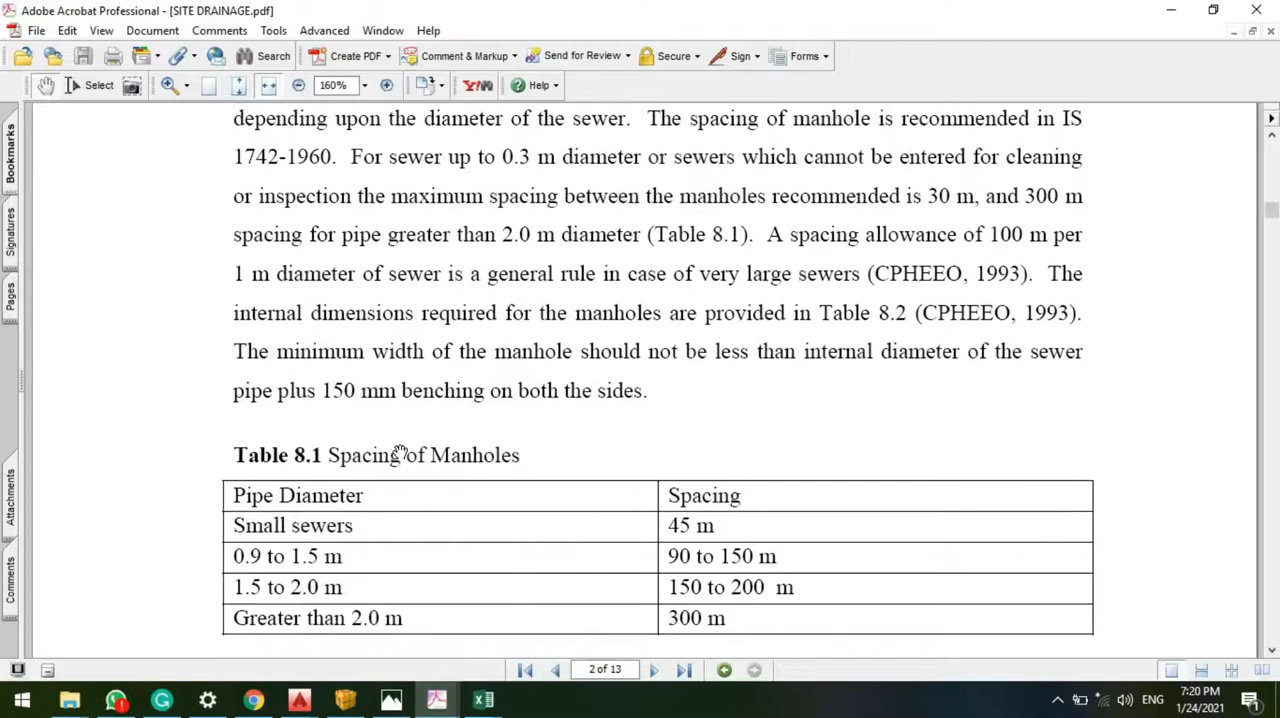 Adobe Acrobat Professional - [SITE DRAINAGE.pdf]
File Edit View Document Comments Tools Advanced Window Help
Search Create PDF Comment & Markup Send for Review Secure Sign Forms
Select 160% Y! Help
depending upon the diameter of the sewer. The spacing of manhole is recommended in IS
1742-1960. For sewer up to 0.3 m diameter or sewers which cannot be entered for cleaning
or inspection the maximum spacing between the manholes recommended is 30 m, and 300 m
spacing for pipe greater than 2.0 m diameter (Table 8.1). A spacing allowance of 100 m per
1 m diameter of sewer is a general rule in case of very large sewers (CPHEEO, 1993). The
internal dimensions required for the manholes are provided in Table 8.2 (CPHEEO, 1993).
The minimum width of the manhole should not be less than internal diameter of the sewer
pipe plus 150 mm benching on both the sides.
Table 8.1 Spacing of Manholes
Pipe Diameter Spacing
Small sewers 45 m
0.9 to 1.5 m 90 to 150 m
1.5 to 2.0 m 150 to 200 m
Greater than 2.0 m 300 m
Bookmarks
Signatures
Pages
Attachments
Comments
2 of 13
ENG
7:20 PM
1/24/2021